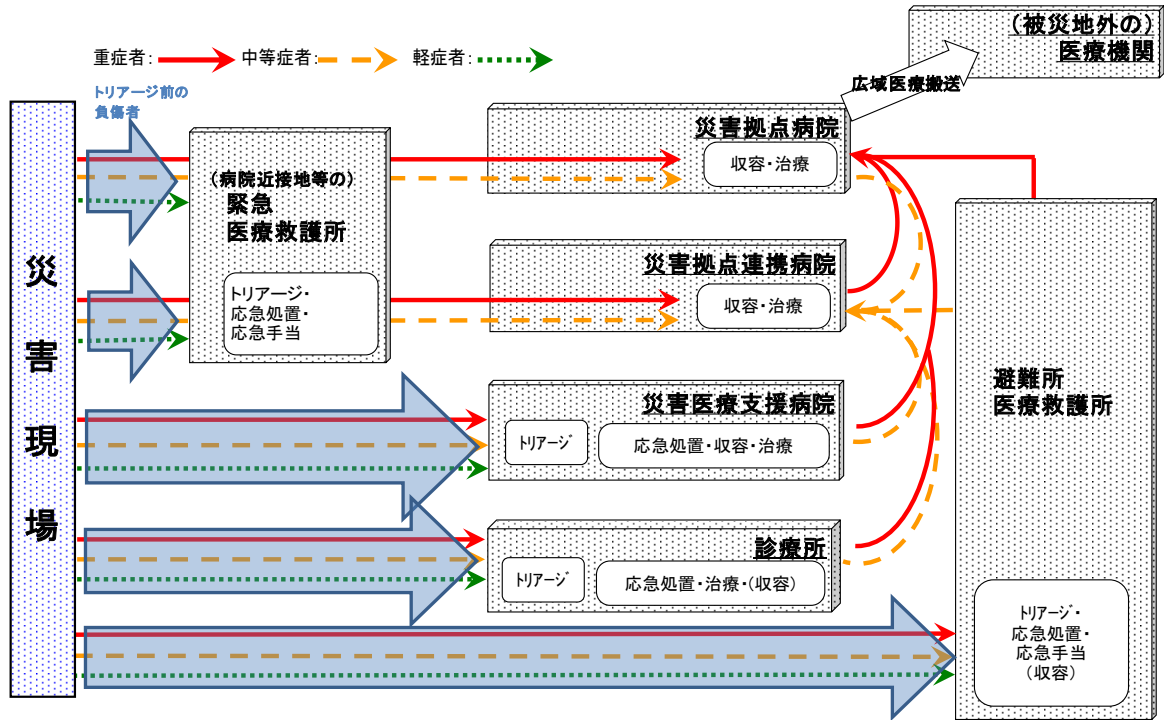 (被災地外の)
医療機関
重症者:
中等症者:
軽症者:
広域医療搬送
トリアージ前の
負傷者
災害現場
(病院近接地等の)
緊急
医療救護所
トリアージ・
応急処置・
応急手当
災害拠点病院
収容・治療
災害拠点連携病院
収容・治療
災害医療支援病院
トリアージ
応急処置・収容・治療
診療所
トリアージ
応急処置・治療・(収容)
避難所
医療救護所
トリアージ・
応急処置・
応急手当
(収容)